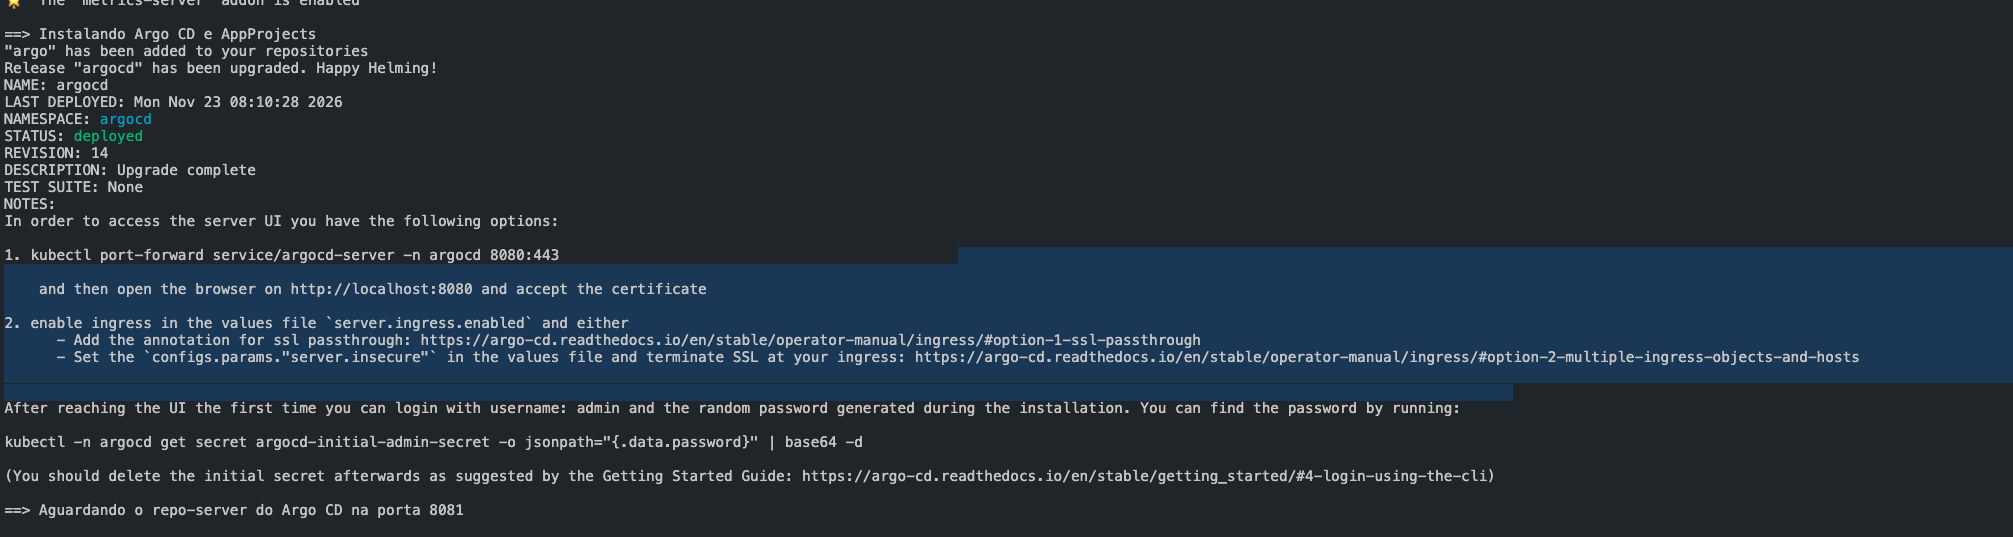 The `metrics-server` addon is enabled
==> Instalando Argo CD e AppProjects
"argo" has been added to your repositories
Release "argocd" has been upgraded. Happy Helming!
NAME: argocd
LAST DEPLOYED: Mon Nov 23 08:10:28 2026
NAMESPACE: argocd
STATUS: deployed
REVISION: 14
DESCRIPTION: Upgrade complete
TEST SUITE: None
NOTES:
In order to access the server UI you have the following options:
1. kubectl port-forward service/argocd-server -n argocd 8080:443
and then open the browser on http://localhost:8080 and accept the certificate
2. enable ingress in the values file `server.ingress.enabled` and either
- Add the annotation for ssl passthrough: https://argo-cd.readthedocs.io/en/stable/operator-manual/ingress/#option-1-ssl-passthrough
- Set the `configs.params."server.insecure"` in the values file and terminate SSL at your ingress: https://argo-cd.readthedocs.io/en/stable/operator-manual/ingress/#option-2-multiple-ingress-objects-and-hosts
After reaching the UI the first time you can login with username: admin and the random password generated during the installation. You can find the password by running:
kubectl -n argocd get secret argocd-initial-admin-secret -o jsonpath="{.data.password}" | base64 -d
(You should delete the initial secret afterwards as suggested by the Getting Started Guide: https://argo-cd.readthedocs.io/en/stable/getting_started/#4-login-using-the-cli)
==> Aguardando o repo-server do Argo CD na porta 8081